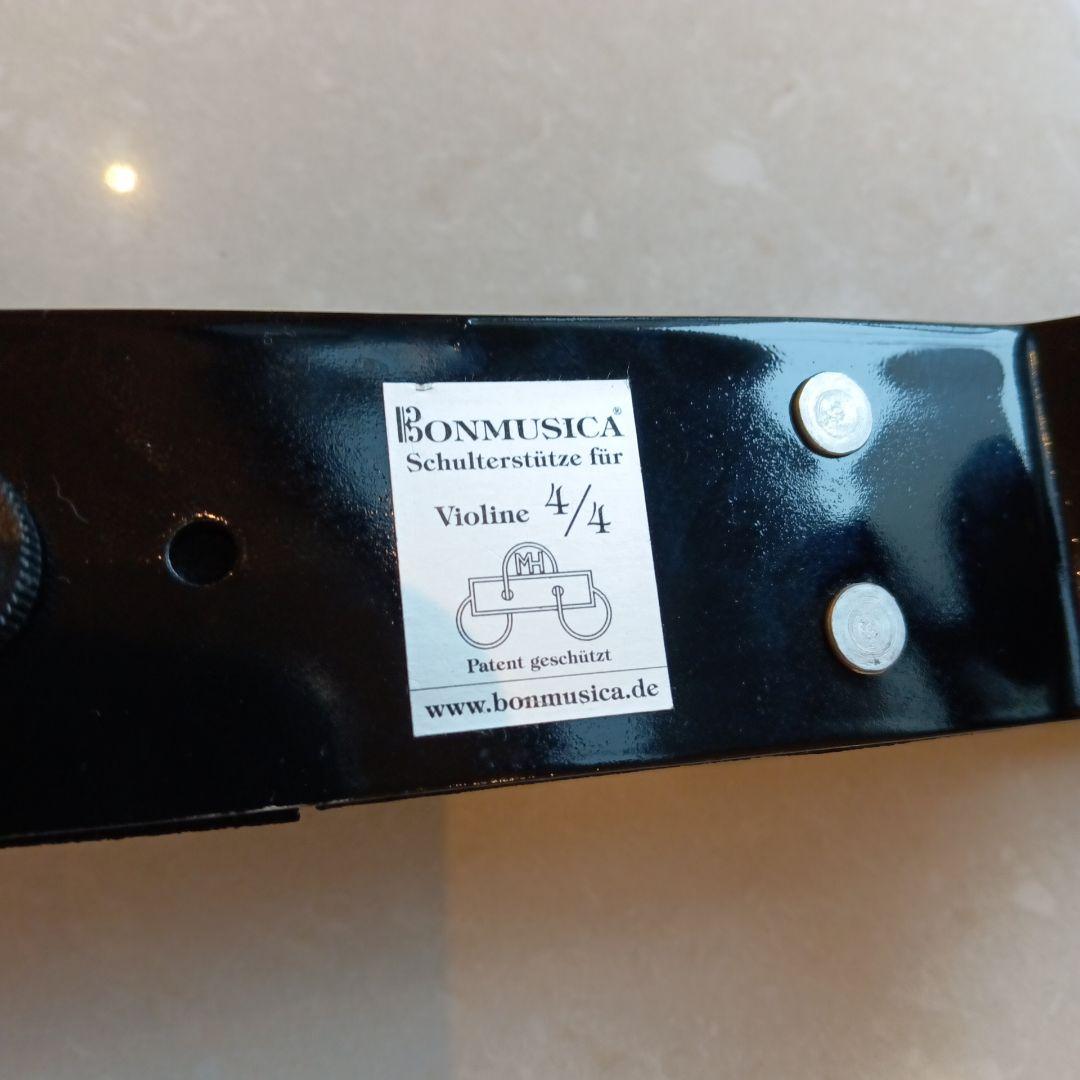 BONMUSICA®
Schulterstütze für
Violine 4/4
MH
Patent geschützt
www.bonmusica.de